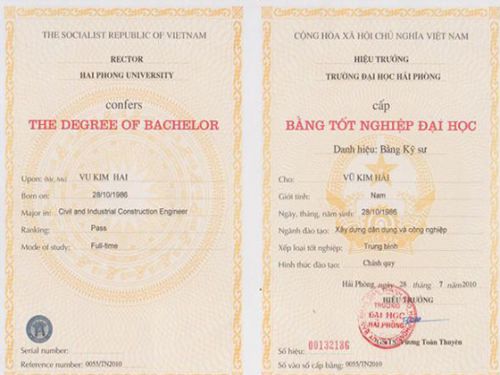 THE SOCIALIST REPUBLIC OF VIETNAM
RECTOR
HAI PHONG UNIVERSITY
confers
THE DEGREE OF BACHELOR
Upon: (Mr, Ms) VU KIM HAI
Born on: 28/10/1986
Major in: Civil and Industrial Construction Engineer
Ranking: Pass
Mode of study: Full-time
Serial number:
Reference number: 0055/TN2010
CỘNG HÒA XÃ HỘI CHỦ NGHĨA VIỆT NAM
HIỆU TRƯỞNG
TRƯỜNG ĐẠI HỌC HẢI PHÒNG
cấp
BẰNG TỐT NGHIỆP ĐẠI HỌC
Danh hiệu: Bằng Kỹ sư
Cho: VŨ KIM HẢI
Giới tính: Nam
Ngày, tháng, năm sinh: 28/10/1986
Ngành đào tạo: Xây dựng dân dụng và công nghiệp
Xếp loại tốt nghiệp: Trung bình
Hình thức đào tạo: Chính quy
Hải Phòng, ngày 28 tháng 7 năm 2010
HIỆU TRƯỞNG
TRƯỜNG
ĐẠI HỌC
HẢI PHÒNG
Vương Toàn Thuyên
00132136
Số hiệu:
Số vào sổ cấp bằng: 0055/TN2010